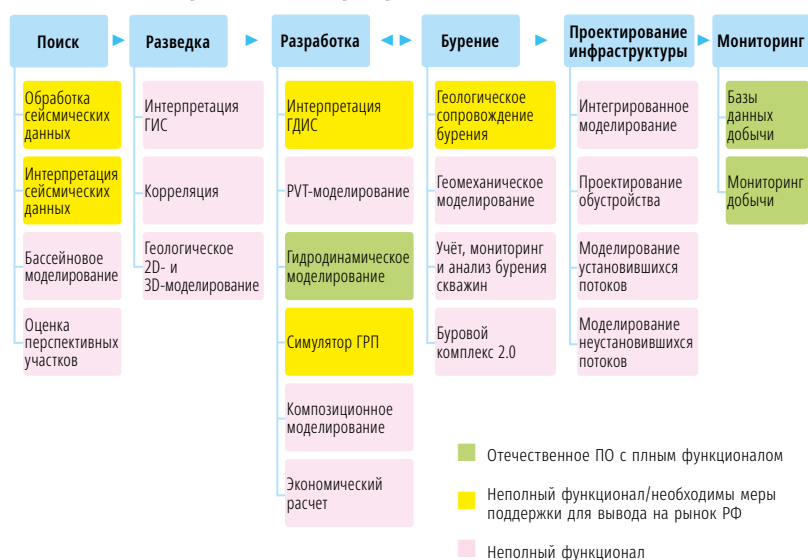 Поиск
Разведка
Разработка
Бурение
Проектирование
инфраструктуры
Мониторинг
Обработка
сейсмических
данных
Интерпретация
сейсмических
данных
Бассейновое
моделирование
Оценка
перспективных
участков
Интерпретация
ГИС
Корреляция
Геологическое
2D- и
3D-моделирование
Интерпретация
ГДИС
PVT-моделирование
Гидродинамическое
моделирование
Симулятор ГРП
Композиционное
моделирование
Экономический
расчет
Геологическое
сопровождение
бурения
Геомеханическое
моделирование
Учёт, мониторинг
и анализ бурения
скважин
Буровой
комплекс 2.0
Интегрированное
моделирование
Проектирование
обустройства
Моделирование
установившихся
потоков
Моделирование
неустановившихся
потоков
Базы
данных
добычи
Мониторинг
добычи
Отечественное ПО с плным функционалом
Неполный функционал/необходимы меры
поддержки для вывода на рынок РФ
Неполный функционал